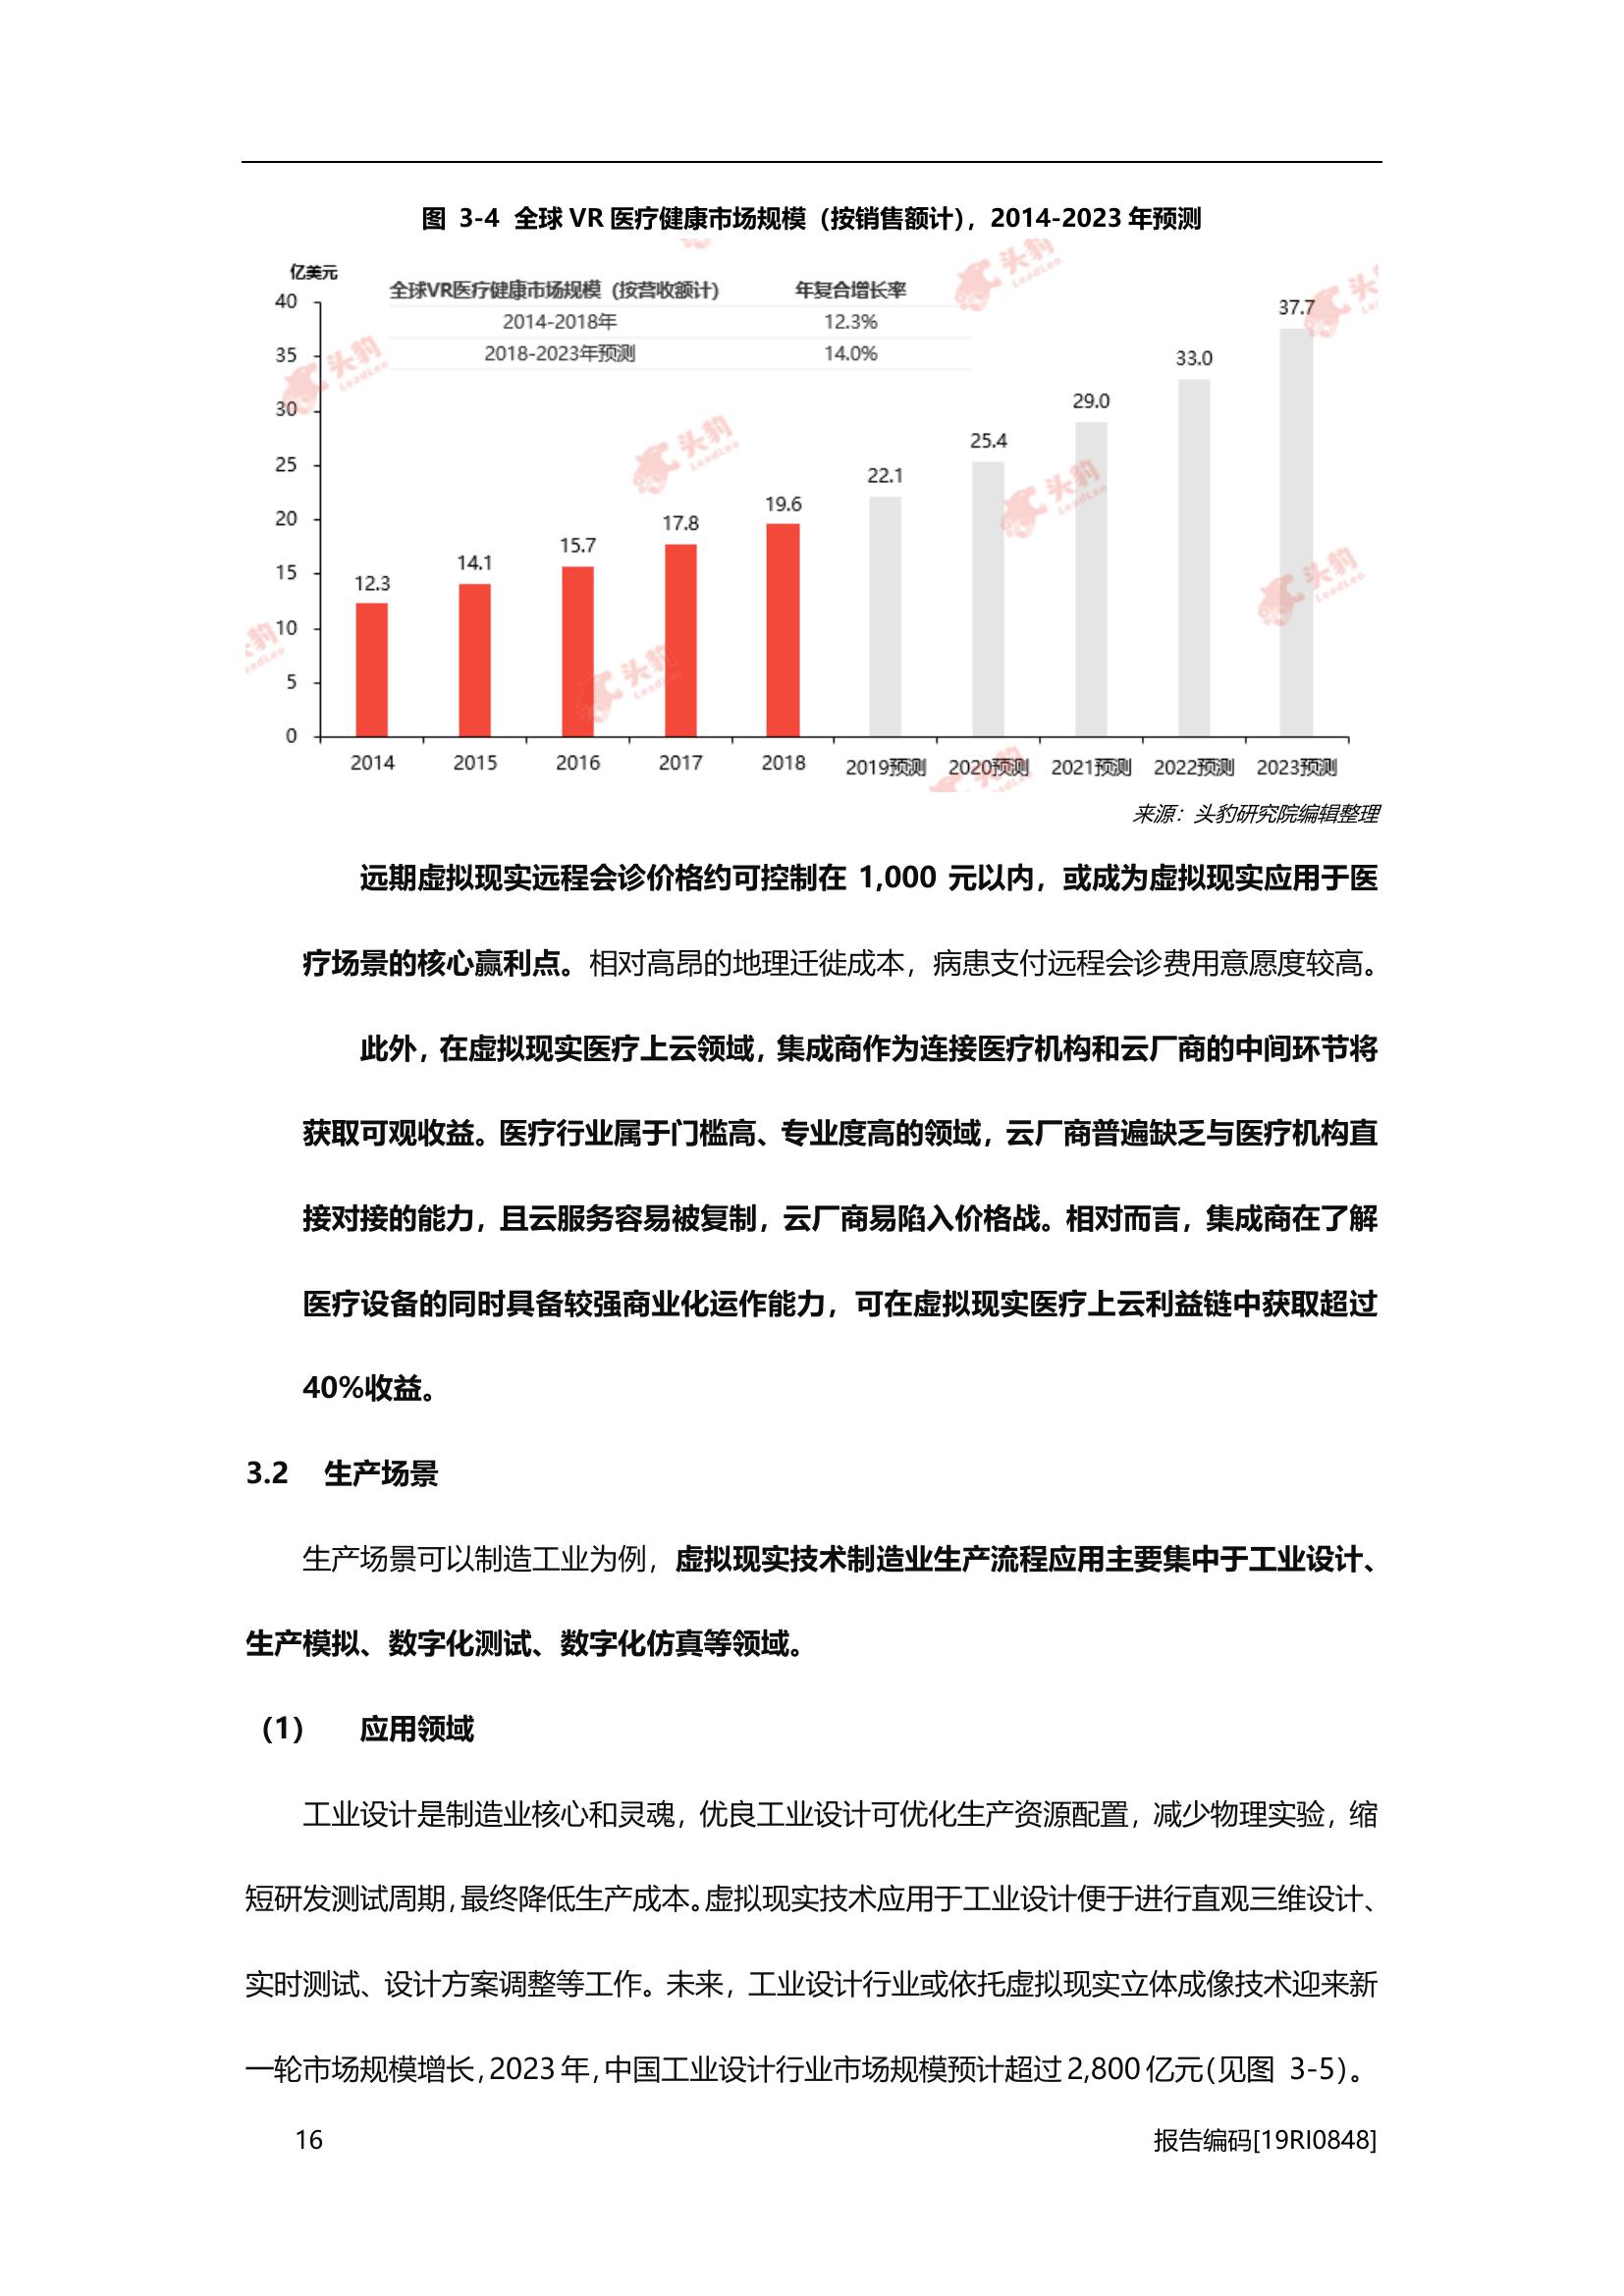 图 3-4 全球 VR 医疗健康市场规模（按销售额计），2014-2023 年预测
亿美元
全球VR医疗健康市场规模（按营收额计） 年复合增长率
2014-2018年 12.3%
2018-2023年预测 14.0%
40
35
30
25
20
15
10
5
0
12.3
14.1
15.7
17.8
19.6
22.1
25.4
29.0
33.0
37.7
2014 2015 2016 2017 2018 2019预测 2020预测 2021预测 2022预测 2023预测
头豹
LeadLeo
头豹
LeadLeo
头豹
LeadLeo
头豹
LeadLeo
头豹
LeadLeo
头豹
LeadLeo
来源：头豹研究院编辑整理
远期虚拟现实远程会诊价格约可控制在 1,000 元以内，或成为虚拟现实应用于医
疗场景的核心赢利点。相对高昂的地理迁徙成本，病患支付远程会诊费用意愿度较高。
此外，在虚拟现实医疗上云领域，集成商作为连接医疗机构和云厂商的中间环节将
获取可观收益。医疗行业属于门槛高、专业度高的领域，云厂商普遍缺乏与医疗机构直
接对接的能力，且云服务容易被复制，云厂商易陷入价格战。相对而言，集成商在了解
医疗设备的同时具备较强商业化运作能力，可在虚拟现实医疗上云利益链中获取超过
40%收益。
3.2 生产场景
生产场景可以制造工业为例，虚拟现实技术制造业生产流程应用主要集中于工业设计、
生产模拟、数字化测试、数字化仿真等领域。
（1） 应用领域
工业设计是制造业核心和灵魂，优良工业设计可优化生产资源配置，减少物理实验，缩
短研发测试周期，最终降低生产成本。虚拟现实技术应用于工业设计便于进行直观三维设计、
实时测试、设计方案调整等工作。未来，工业设计行业或依托虚拟现实立体成像技术迎来新
一轮市场规模增长，2023 年，中国工业设计行业市场规模预计超过 2,800 亿元（见图 3-5）。
16 报告编码[19RI0848]